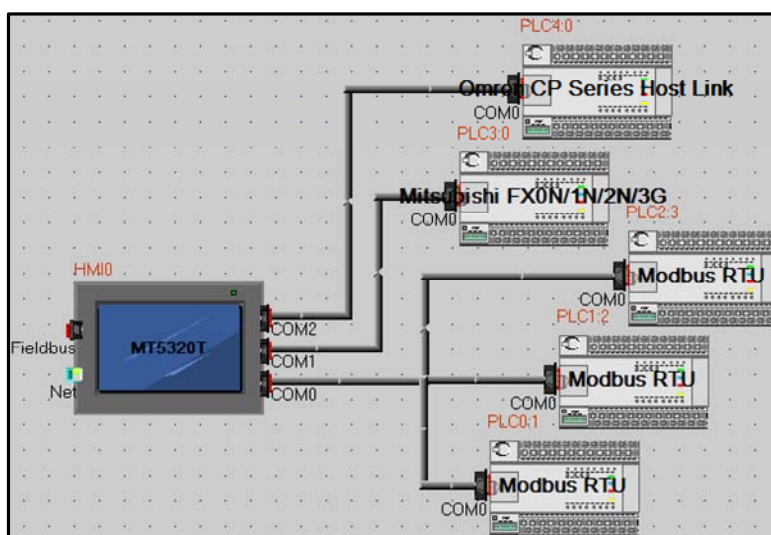 PLC4:0
Omron CP Series Host Link
COM0
PLC3:0
Mitsubishi FX0N/1N/2N/3G
COM0
PLC2:3
Modbus RTU
COM0
HMI0
COM2
PLC1:2
Fieldbus
MT5320T
COM1
Net
COM0
Modbus RTU
COM0
PLC0:1
Modbus RTU
COM0